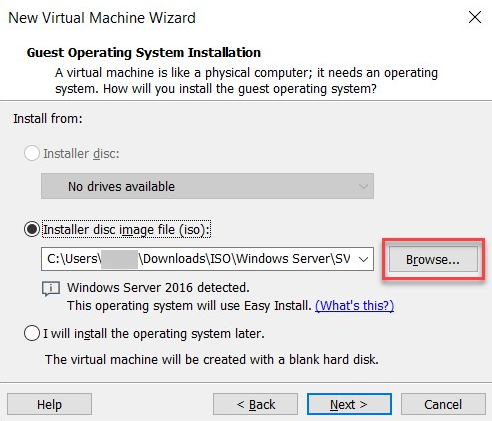 New Virtual Machine Wizard
Guest Operating System Installation
A virtual machine is like a physical computer; it needs an operating
system. How will you install the guest operating system?
Install from:
Installer disc:
No drives available
Installer disc image file (iso):
C:\Users\ \Downloads\ISO\Windows Server\SV
Browse...
Windows Server 2016 detected.
This operating system will use Easy Install. (What's this?)
I will install the operating system later.
The virtual machine will be created with a blank hard disk.
Help
< Back
Next >
Cancel